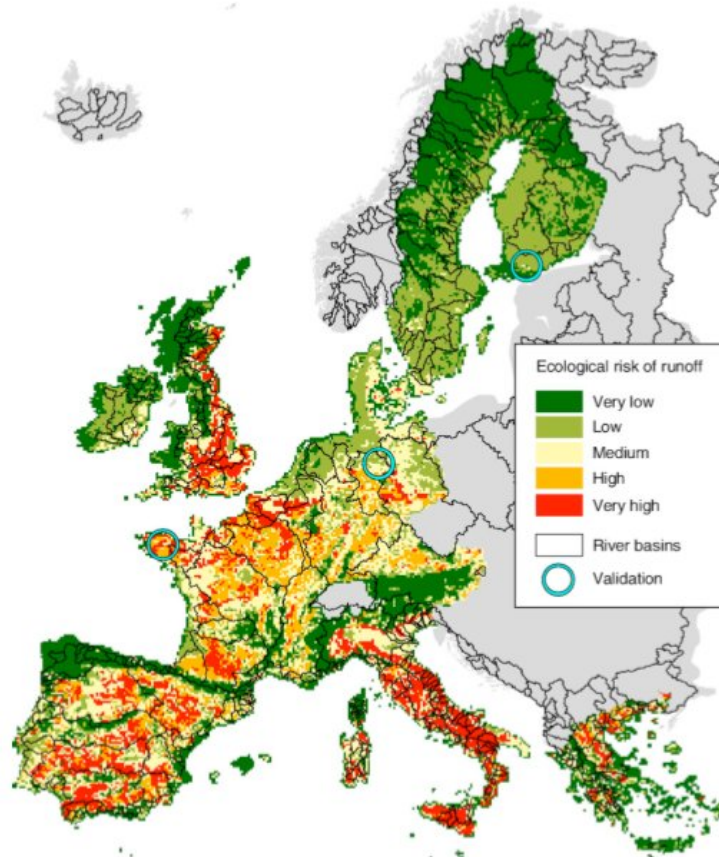 Ecological risk of runoff
Very low
Low
Medium
High
Very high
River basins
Validation